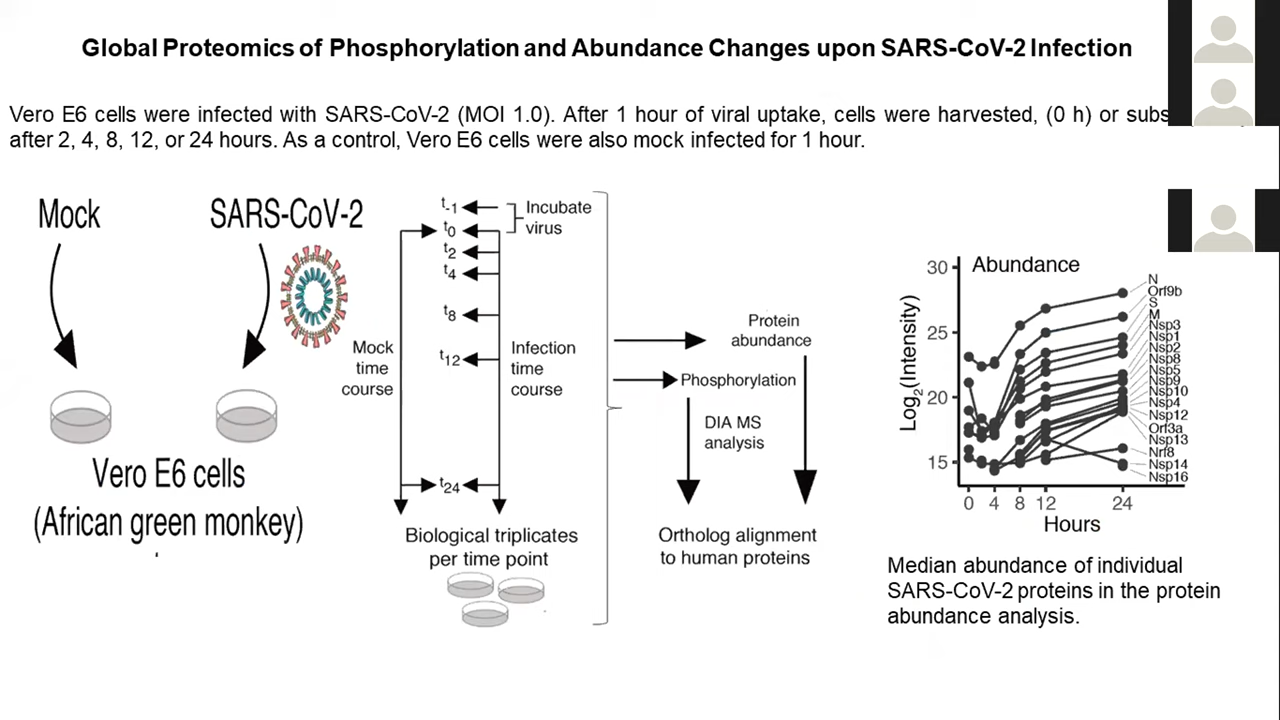 Global Proteomics of Phosphorylation and Abundance Changes upon SARS-CoV-2 Infection
Vero E6 cells were infected with SARS-CoV-2 (MOI 1.0). After 1 hour of viral uptake, cells were harvested, (0 h) or
after 2, 4, 8, 12, or 24 hours. As a control, Vero E6 cells were also mock infected for 1 hour.
Mock
SARS-CoV-2
Vero E6 cells
(African green monkey)
t-1
t0
t2
t4
t8
t12
t24
Incubate
virus
Mock
time
course
Infection
time
course
Biological triplicates
per time point
Protein
abundance
Phosphorylation
DIA MS
analysis
Ortholog alignment
to human proteins
Abundance
Log2(Intensity)
30
25
20
15
0 4 8 12 24
Hours
N
Orf9b
S
M
Nsp3
Nsp1
Nsp2
Nsp8
Nsp5
Nsp9
Nsp10
Nsp4
Nsp12
Orf3a
Nsp13
Nrf8
Nsp14
Nsp16
Median abundance of individual
SARS-CoV-2 proteins in the protein
abundance analysis.